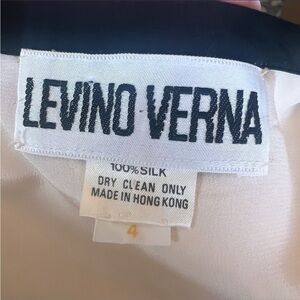 LEVINO VERNA
100% SILK
DRY CLEAN ONLY
MADE IN HONG KONG
4